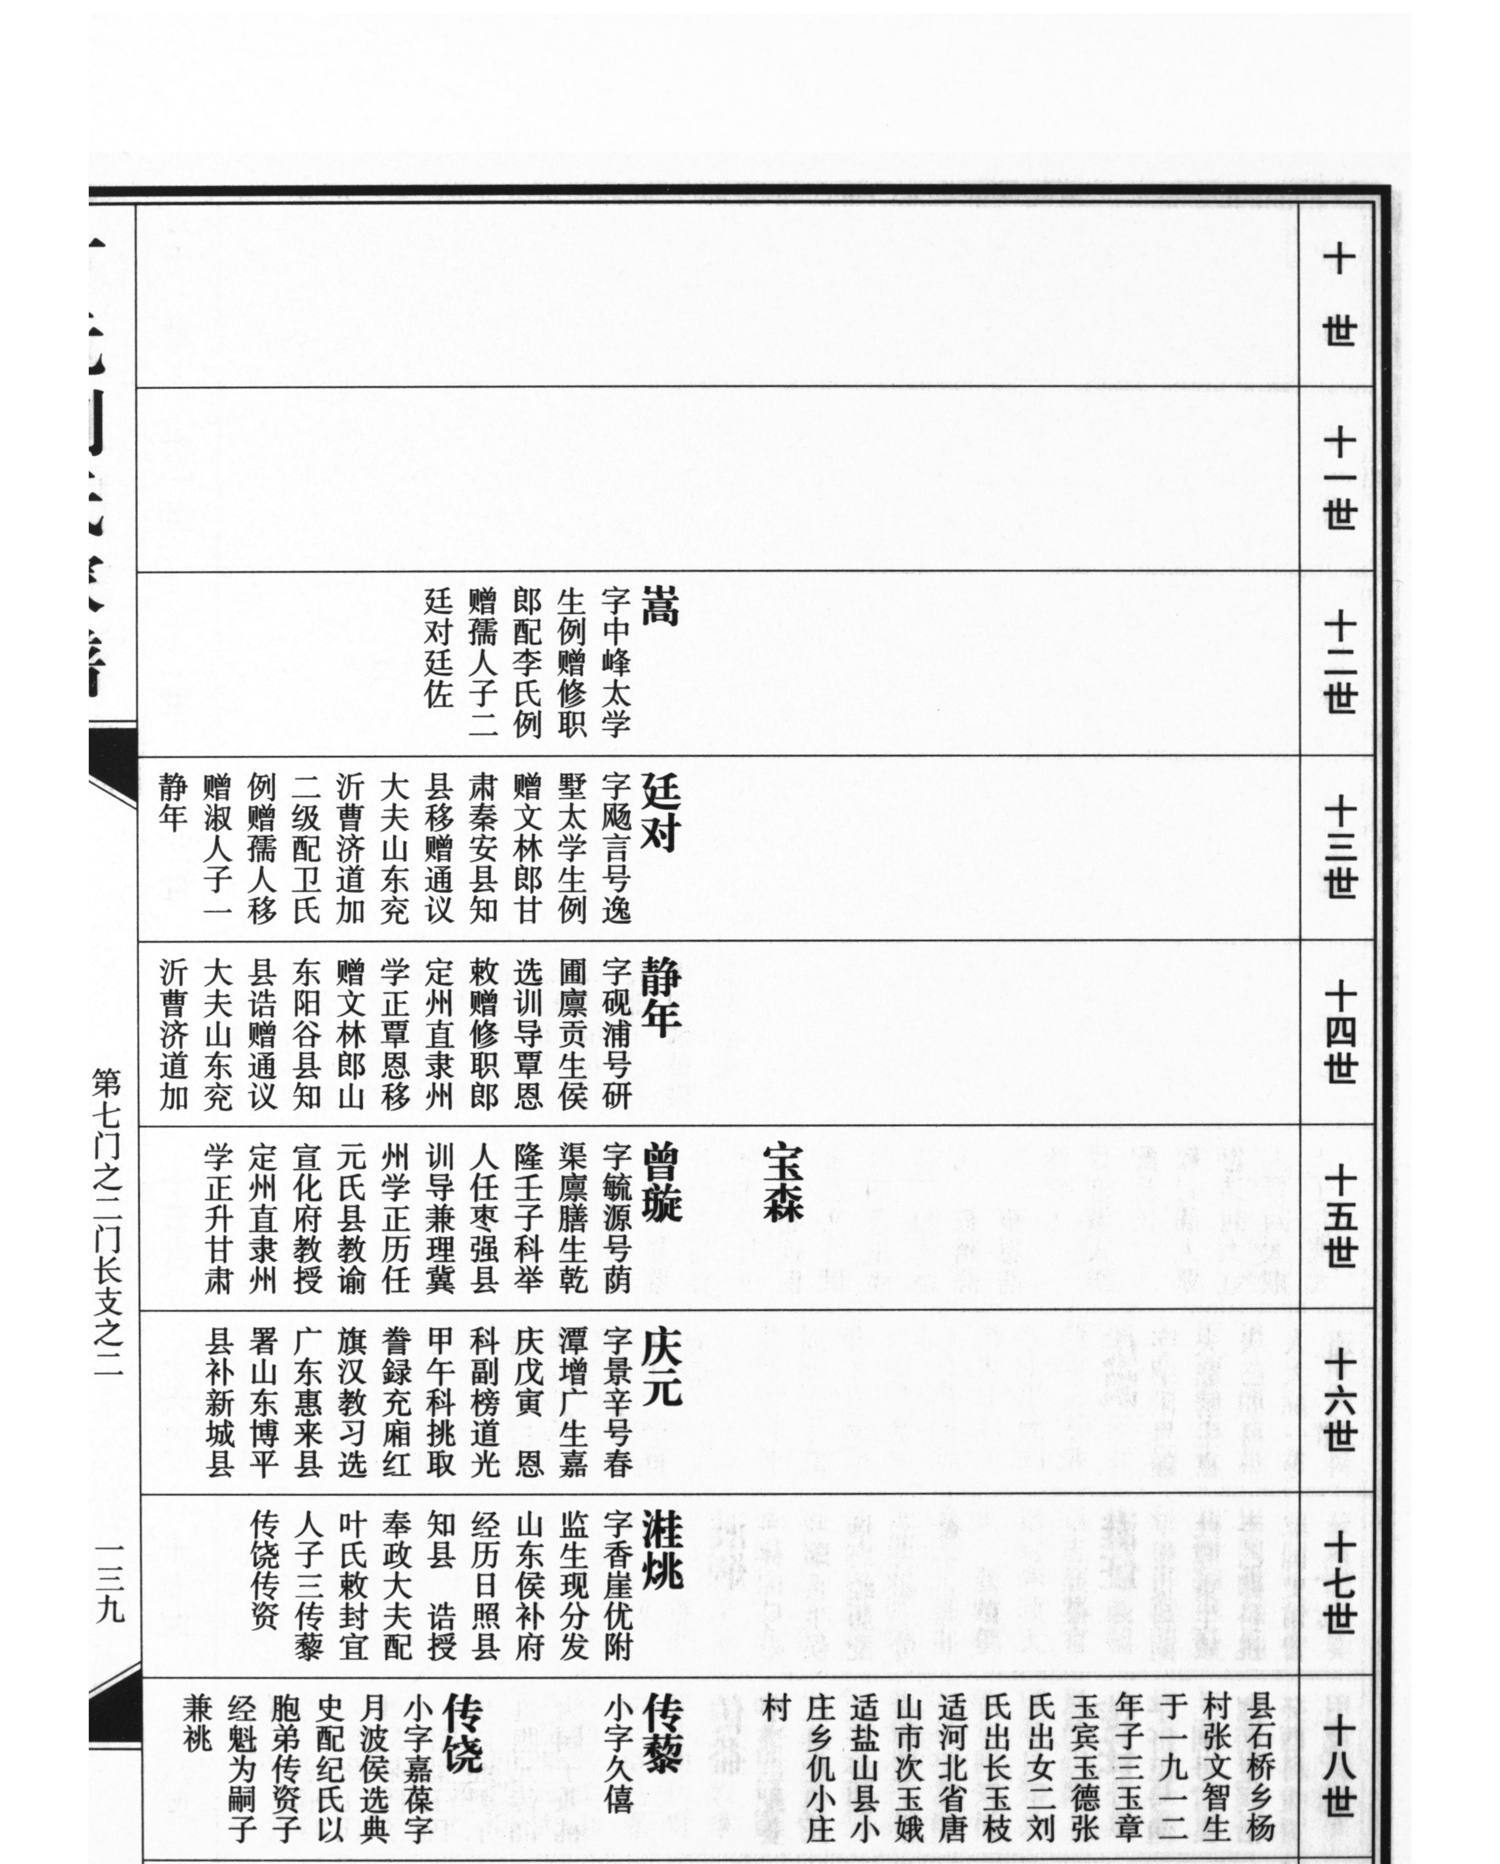 十世
十一世
十二世
嵩
字中峰太学
生例赠修职
郎配李氏例
赠孺人子二
廷对廷佐
十三世
廷对
字飏言号逸
墅太学生例
赠文林郎甘
肃秦安县知
县移赠通议
大夫山东兖
沂曹济道加
二级配卫氏
例赠孺人移
赠淑人子一
静年
十四世
静年
字砚浦号研
圃廪贡生侯
选训导覃恩
敕赠修职郎
定州直隶州
学正覃恩移
赠文林郎山
东阳谷县知
县诰赠通议
大夫山东兖
沂曹济道加
十五世
宝森
曾璇
字毓源号荫
渠廪膳生乾
隆壬子科举
人任枣强县
训导兼理冀
州学正历任
元氏县教谕
宣化府教授
定州直隶州
学正升甘肃
十六世
庆元
字景辛号春
潭增广生嘉
庆戊寅 恩
科副榜道光
甲午科挑取
誊録充厢红
旗汉教习选
广东惠来县
署山东博平
县补新城县
十七世
溎烑
字香崖优附
监生现分发
山东侯补府
经历日照县
知县 诰授
奉政大夫配
叶氏敕封宜
人子三传藜
传饶传资
十八世
县石桥乡杨
村张文智生
于一九一二
年子三玉章
玉宾玉德张
氏出女二刘
氏出长玉枝
适河北省唐
山市次玉娥
适盐山县小
庄乡仉小庄
村
传藜
小字久僖
传饶
小字嘉葆字
月波侯选典
史配纪氏以
胞弟传资子
经魁为嗣子
兼祧
第七门之二门长支之二
一三九